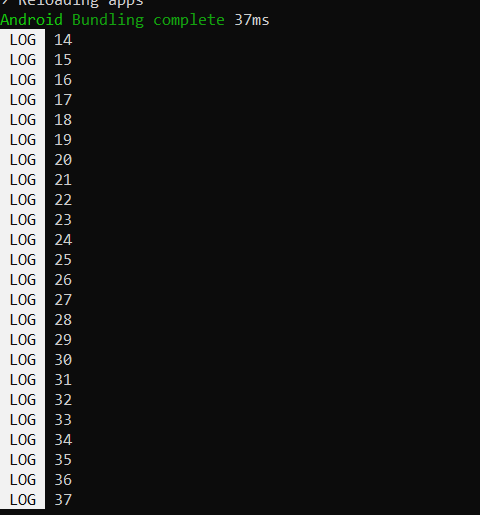 › Reloading apps
Android Bundling complete 37ms
LOG 14
LOG 15
LOG 16
LOG 17
LOG 18
LOG 19
LOG 20
LOG 21
LOG 22
LOG 23
LOG 24
LOG 25
LOG 26
LOG 27
LOG 28
LOG 29
LOG 30
LOG 31
LOG 32
LOG 33
LOG 34
LOG 35
LOG 36
LOG 37